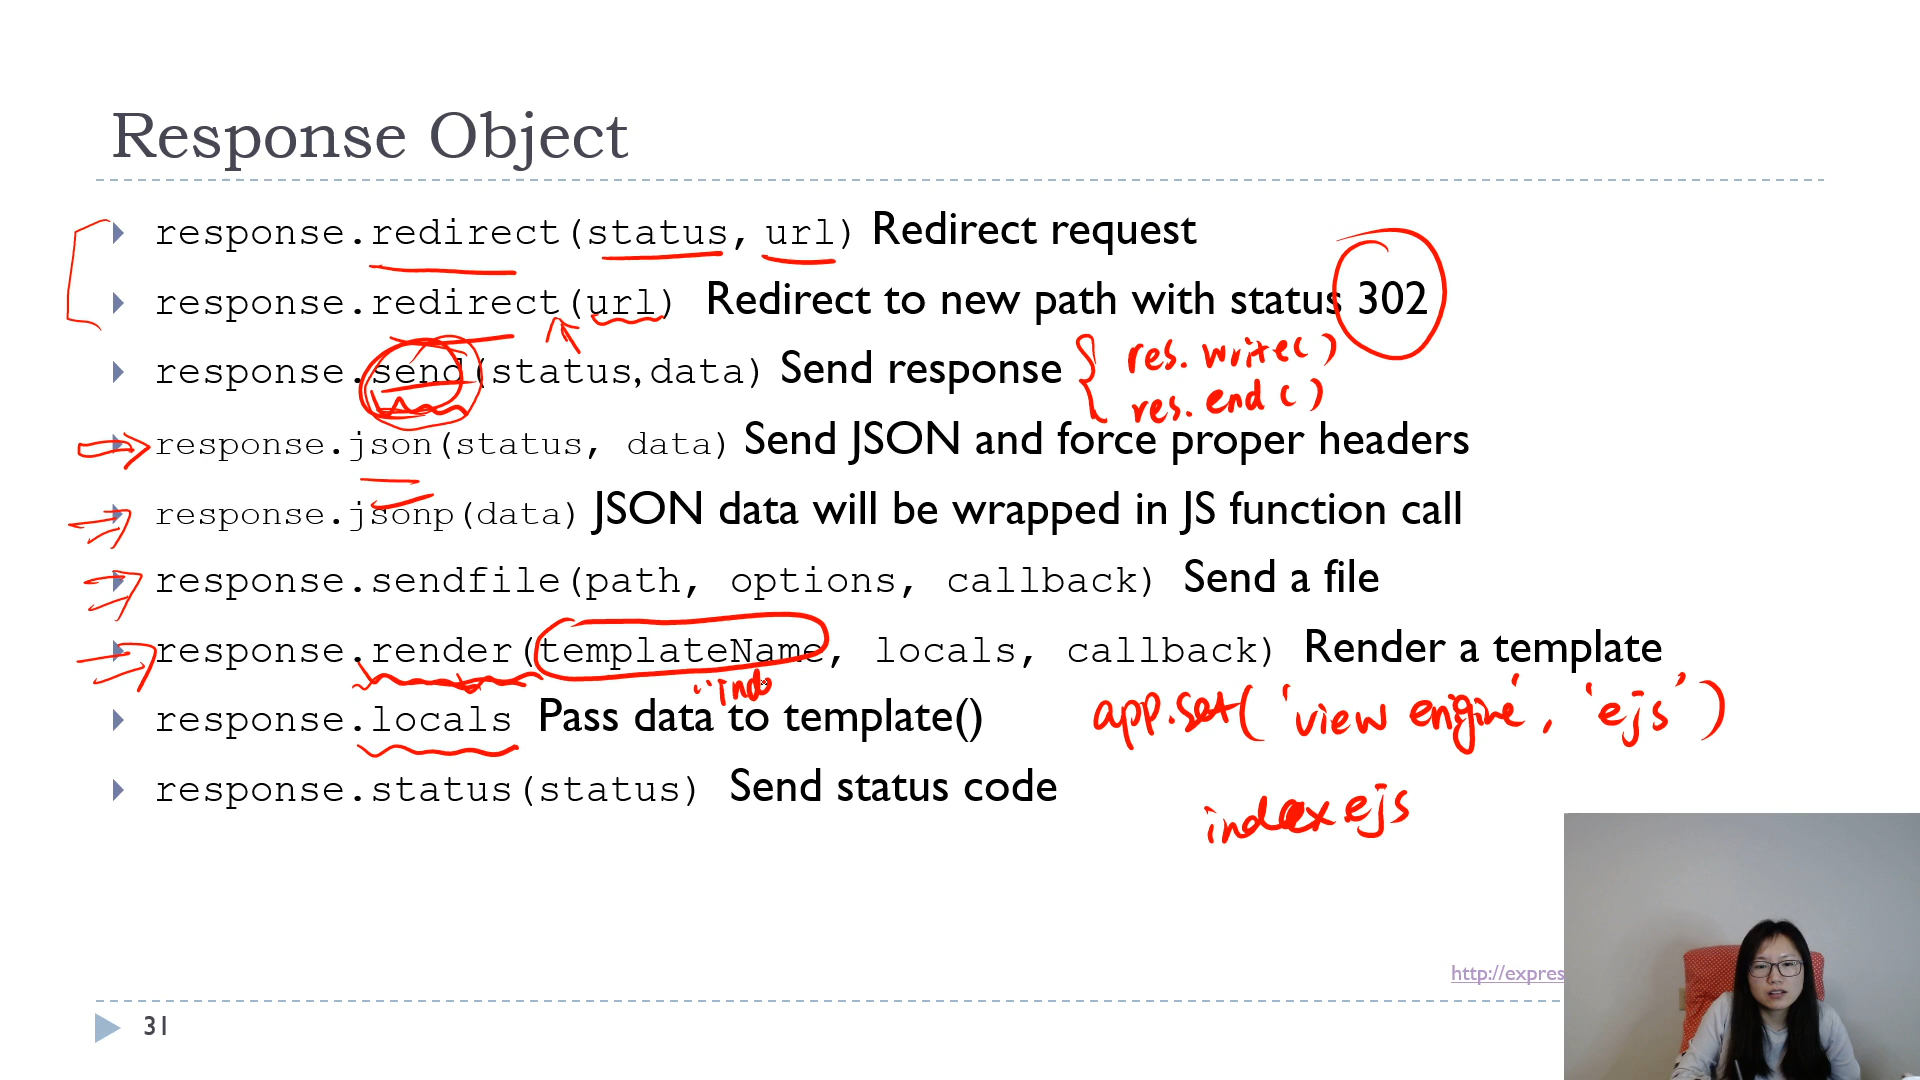 Response Object
response.redirect(status, url) Redirect request
response.redirect(url) Redirect to new path with status 302
response.send(status,data) Send response { res.write()
res.end()
response.json(status, data) Send JSON and force proper headers
response.jsonp(data) JSON data will be wrapped in JS function call
response.sendfile(path, options, callback) Send a file
response.render(templateName, locals, callback) Render a template
"indo
response.locals Pass data to template()
app.set('view engine', 'ejs')
response.status(status) Send status code
index.ejs
http://expres
31